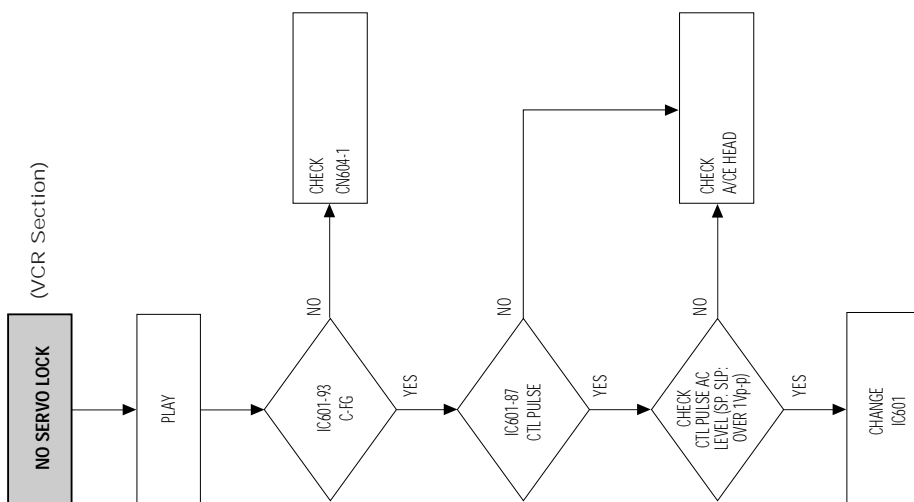 (VCR Section)
NO SERVO LOCK
PLAY
IC601-93
C-FG
NO
CHECK
CN604-1
YES
IC601-87
CTL PULSE
NO
YES
CHECK
CTL PULSE AC
LEVEL(SP. SLP:
OVER 1Vp-p)
NO
CHECK
A/CE HEAD
YES
CHANGE
IC601